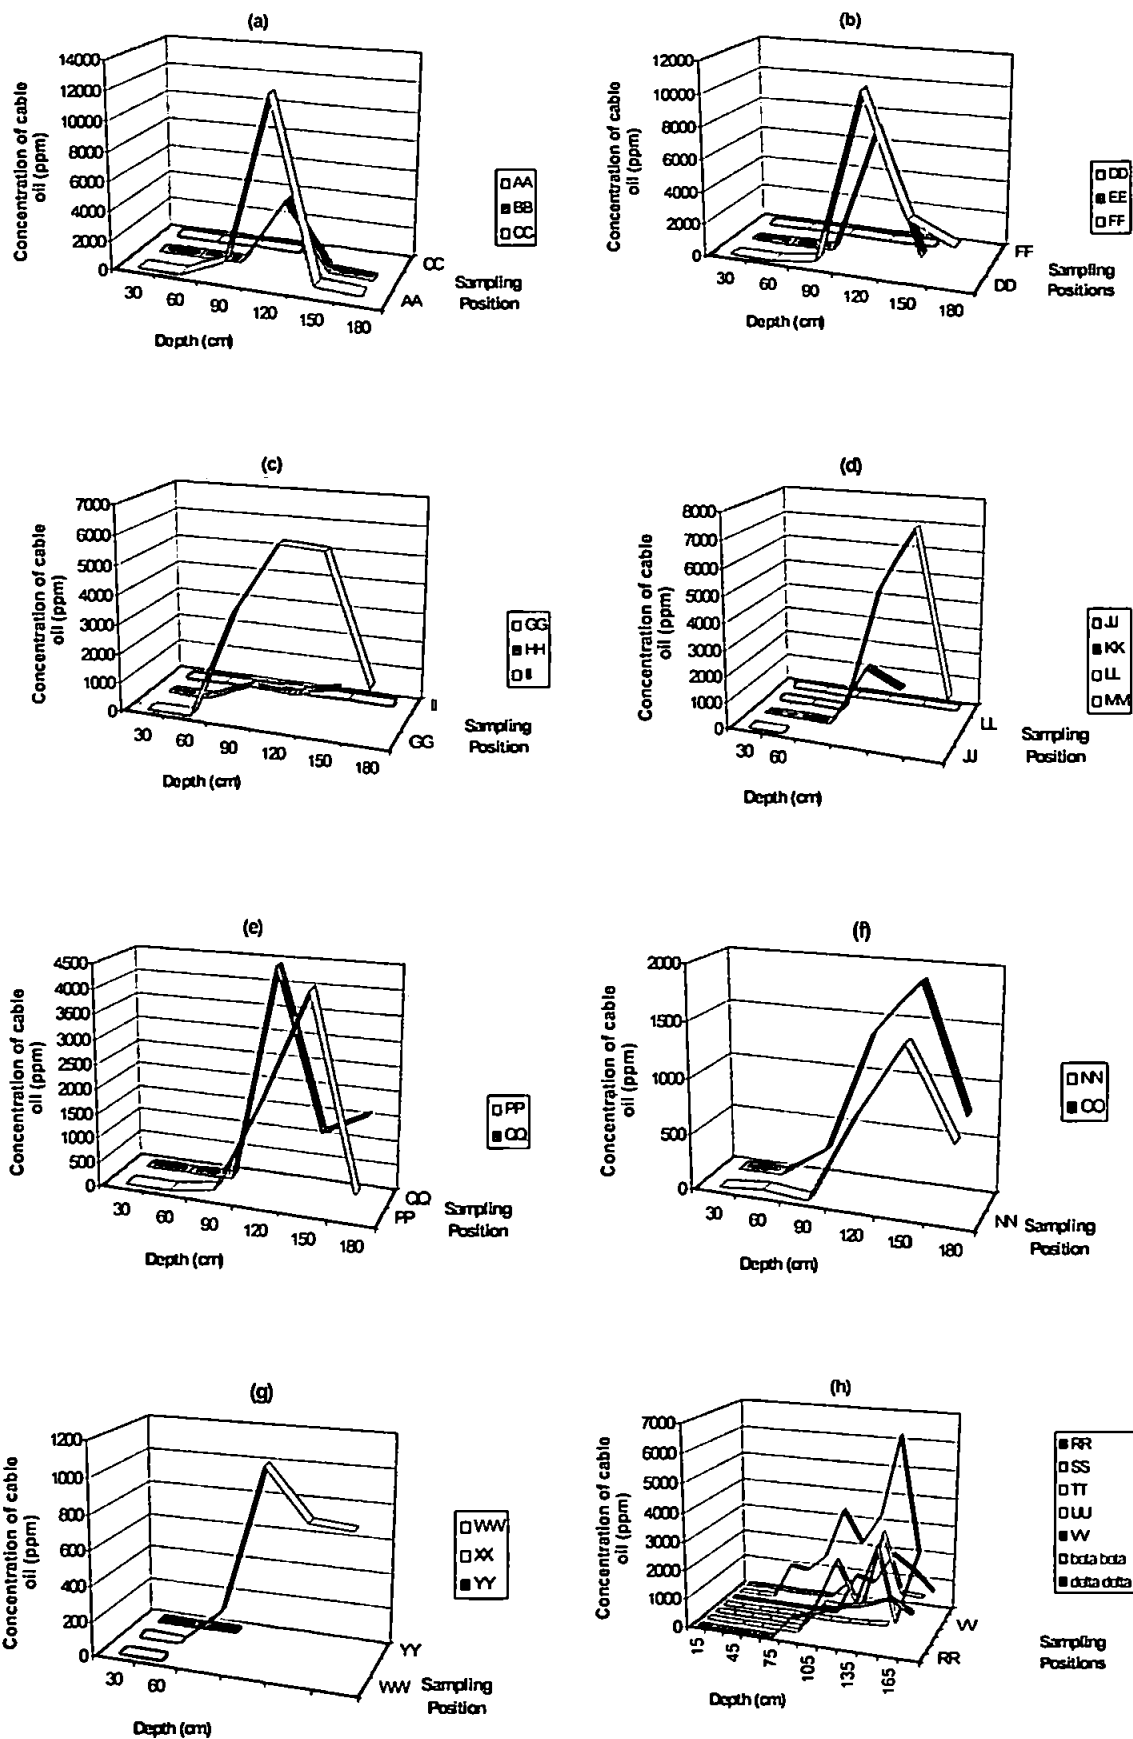 (a)
14000
12000
10000
8000
6000
4000
2000
0
Concentration of cable
oil (ppm)
30 60 90 120 150 180
Depth (cm)
CC
AA
Sampling
Position
AA
BB
CC
(b)
12000
10000
8000
6000
4000
2000
0
Concentration of cable
oil (ppm)
30 60 90 120 150 180
Depth (cm)
FF
DD
Sampling
Positions
DD
EE
FF
(c)
7000
6000
5000
4000
3000
2000
1000
0
Concentration of cable
oil (ppm)
30 60 90 120 150 180
Depth (cm)
II
GG
Sampling
Position
GG
HH
II
(d)
8000
7000
6000
5000
4000
3000
2000
1000
0
Concentration of cable
oil (ppm)
30 60
Depth (cm)
LL
JJ
Sampling
Position
JJ
KK
LL
MM
(e)
4500
4000
3500
3000
2500
2000
1500
1000
500
0
Concentration of cable
oil (ppm)
30 60 90 120 150 180
Depth (cm)
QQ
PP
Sampling
Position
PP
QQ
(f)
2000
1500
1000
500
0
Concentration of cable
oil (ppm)
30 60 90 120 150 180
Depth (cm)
NN
Sampling
Position
NN
OO
(g)
1200
1000
800
600
400
200
0
Concentration of cable
oil (ppm)
30 60
Depth (cm)
YY
WW
Sampling
Position
WW
XX
YY
(h)
7000
6000
5000
4000
3000
2000
1000
0
Concentration of cable
oil (ppm)
15 45 75 105 135 165
Depth (cm)
VV
RR
Sampling
Positions
RR
SS
TT
UU
VV
beta beta
delta delta